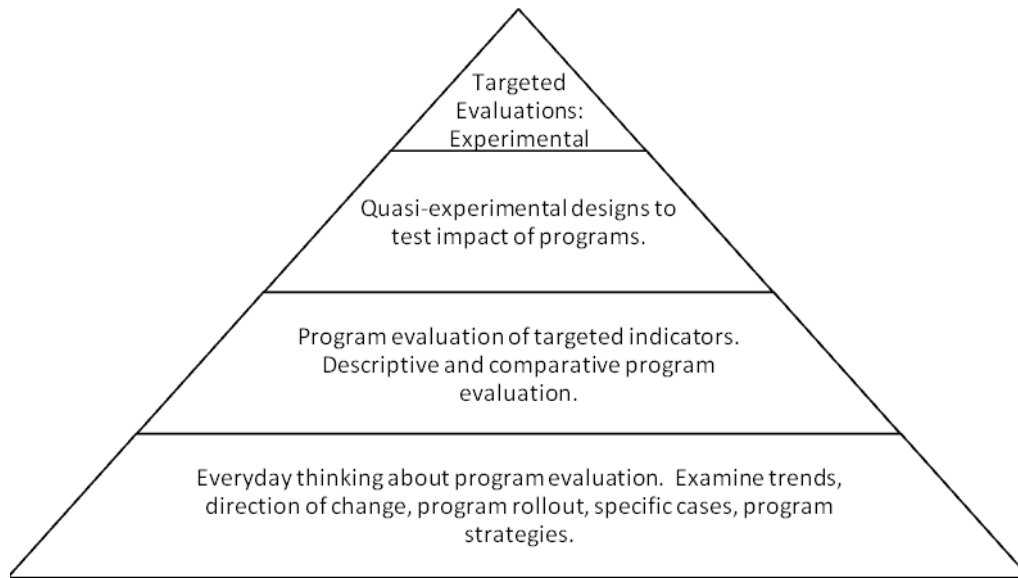 Targeted
Evaluations:
Experimental
Quasi-experimental designs to
test impact of programs.
Program evaluation of targeted indicators.
Descriptive and comparative program
evaluation.
Everyday thinking about program evaluation.  Examine trends,
direction of change, program rollout, specific cases, program
strategies.